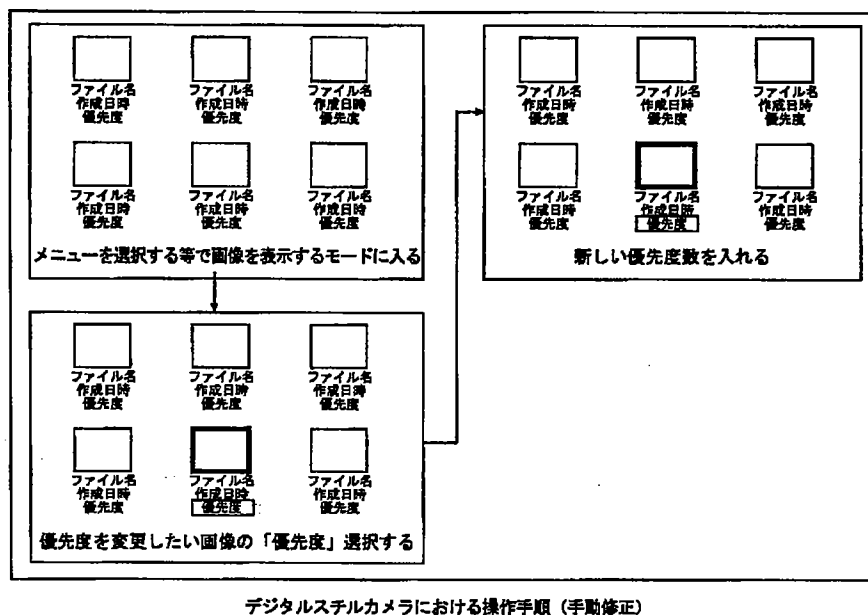 ファイル名 ファイル名 ファイル名
作成日時 作成日時 作成日時
優先度 優先度 優先度
ファイル名 ファイル名 ファイル名
作成日時 作成日時 作成日時
優先度 優先度 優先度
メニューを選択する等で画像を表示するモードに入る
ファイル名 ファイル名 ファイル名
作成日時 作成日時 作成日時
優先度 優先度 優先度
ファイル名 ファイル名 ファイル名
作成日時 作成日時 作成日時
優先度 優先度 優先度
優先度を変更したい画像の「優先度」選択する
ファイル名 ファイル名 ファイル名
作成日時 作成日時 作成日時
優先度 優先度 優先度
ファイル名 ファイル名 ファイル名
作成日時 作成日時 作成日時
優先度 優先度 優先度
新しい優先度数を入れる
デジタルスチルカメラにおける操作手順（手動修正）